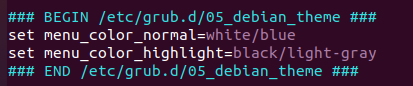 ### BEGIN /etc/grub.d/05_debian_theme ###
set menu_color_normal=white/blue
set menu_color_highlight=black/light-gray
### END /etc/grub.d/05_debian_theme ###